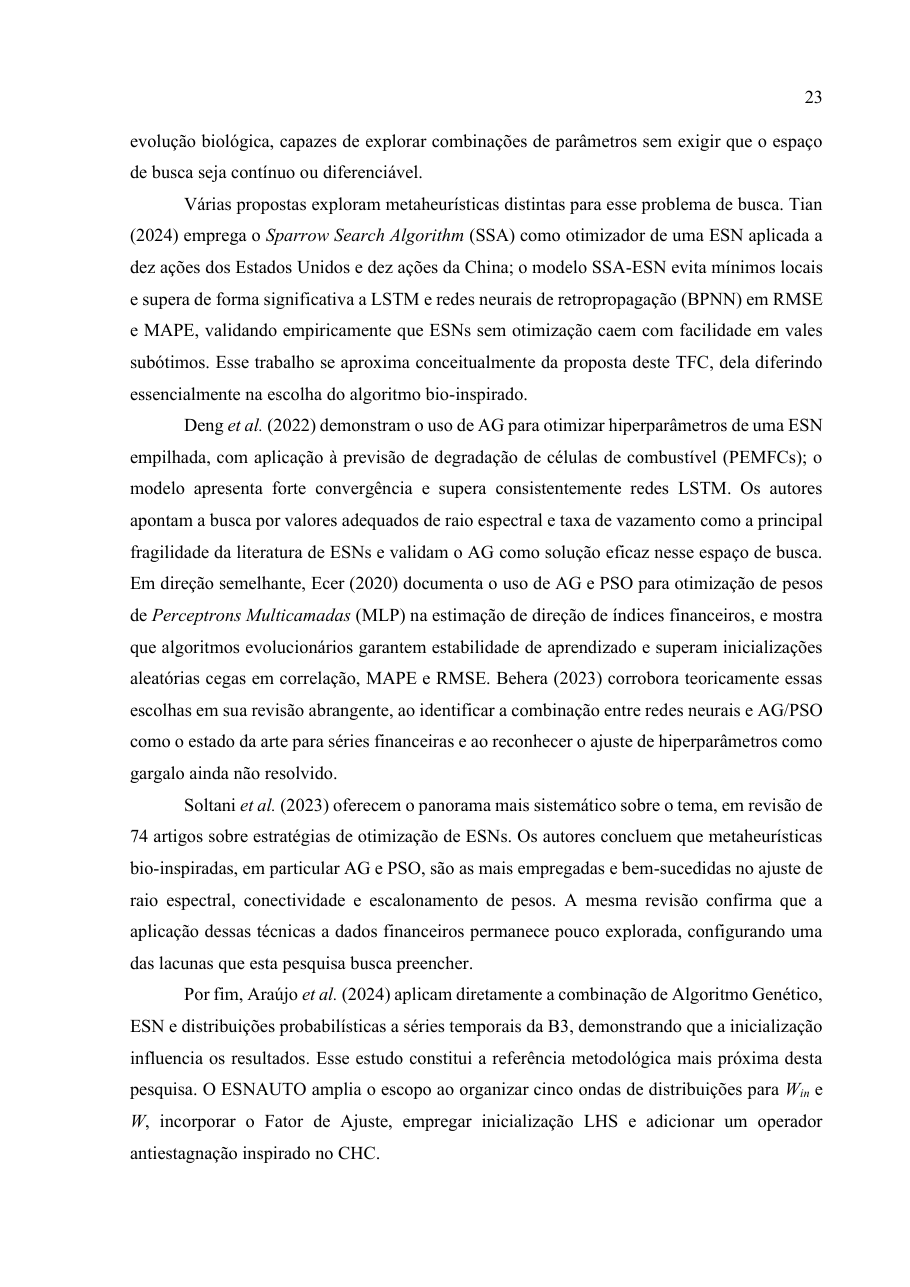 23
evolução biológica, capazes de explorar combinações de parâmetros sem exigir que o espaço
de busca seja contínuo ou diferenciável.
Várias propostas exploram metaheurísticas distintas para esse problema de busca. Tian
(2024) emprega o Sparrow Search Algorithm (SSA) como otimizador de uma ESN aplicada a
dez ações dos Estados Unidos e dez ações da China; o modelo SSA-ESN evita mínimos locais
e supera de forma significativa a LSTM e redes neurais de retropropagação (BPNN) em RMSE
e MAPE, validando empiricamente que ESNs sem otimização caem com facilidade em vales
subótimos. Esse trabalho se aproxima conceitualmente da proposta deste TFC, dela diferindo
essencialmente na escolha do algoritmo bio-inspirado.
Deng et al. (2022) demonstram o uso de AG para otimizar hiperparâmetros de uma ESN
empilhada, com aplicação à previsão de degradação de células de combustível (PEMFCs); o
modelo apresenta forte convergência e supera consistentemente redes LSTM. Os autores
apontam a busca por valores adequados de raio espectral e taxa de vazamento como a principal
fragilidade da literatura de ESNs e validam o AG como solução eficaz nesse espaço de busca.
Em direção semelhante, Ecer (2020) documenta o uso de AG e PSO para otimização de pesos
de Perceptrons Multicamadas (MLP) na estimação de direção de índices financeiros, e mostra
que algoritmos evolucionários garantem estabilidade de aprendizado e superam inicializações
aleatórias cegas em correlação, MAPE e RMSE. Behera (2023) corrobora teoricamente essas
escolhas em sua revisão abrangente, ao identificar a combinação entre redes neurais e AG/PSO
como o estado da arte para séries financeiras e ao reconhecer o ajuste de hiperparâmetros como
gargalo ainda não resolvido.
Soltani et al. (2023) oferecem o panorama mais sistemático sobre o tema, em revisão de
74 artigos sobre estratégias de otimização de ESNs. Os autores concluem que metaheurísticas
bio-inspiradas, em particular AG e PSO, são as mais empregadas e bem-sucedidas no ajuste de
raio espectral, conectividade e escalonamento de pesos. A mesma revisão confirma que a
aplicação dessas técnicas a dados financeiros permanece pouco explorada, configurando uma
das lacunas que esta pesquisa busca preencher.
Por fim, Araújo et al. (2024) aplicam diretamente a combinação de Algoritmo Genético,
ESN e distribuições probabilísticas a séries temporais da B3, demonstrando que a inicialização
influencia os resultados. Esse estudo constitui a referência metodológica mais próxima desta
pesquisa. O ESNAUTO amplia o escopo ao organizar cinco ondas de distribuições para Win e
W, incorporar o Fator de Ajuste, empregar inicialização LHS e adicionar um operador
antiestagnação inspirado no CHC.